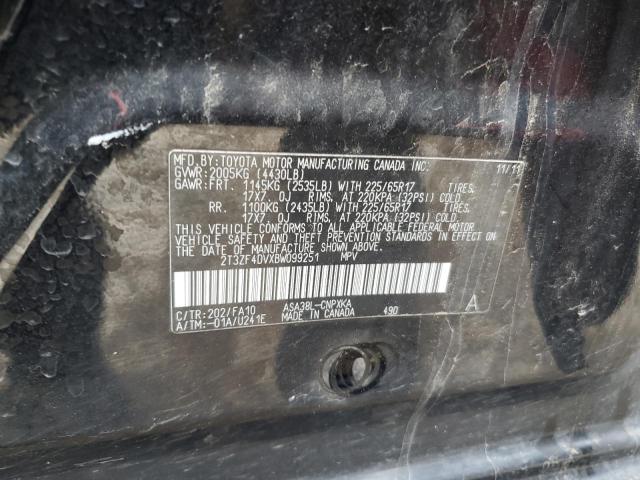 MFD. BY: TOYOTA MOTOR MANUFACTURING CANADA INC. 11/11
GVWR: 2005KG (4430LB)
GAWR: FRT. 1145KG (2535LB) WITH 225/65R17 TIRES,
17X7.0J RIMS, AT 220KPA (32PSI) COLD.
RR. 1100KG (2435LB) WITH 225/65R17 TIRES,
17X7.0J RIMS, AT 220KPA (32PSI) COLD.
THIS VEHICLE CONFORMS TO ALL APPLICABLE FEDERAL
MOTOR VEHICLE SAFETY AND THEFT PREVENTION STANDARDS IN EFFECT
ON THE DATE OF MANUFACTURE SHOWN ABOVE.
2T3ZF4DVXBW099251 MPV
C/TR: 202/FA10 ASA38L-CNPXKA A
A/TM: -01A/U241E MADE IN CANADA 490